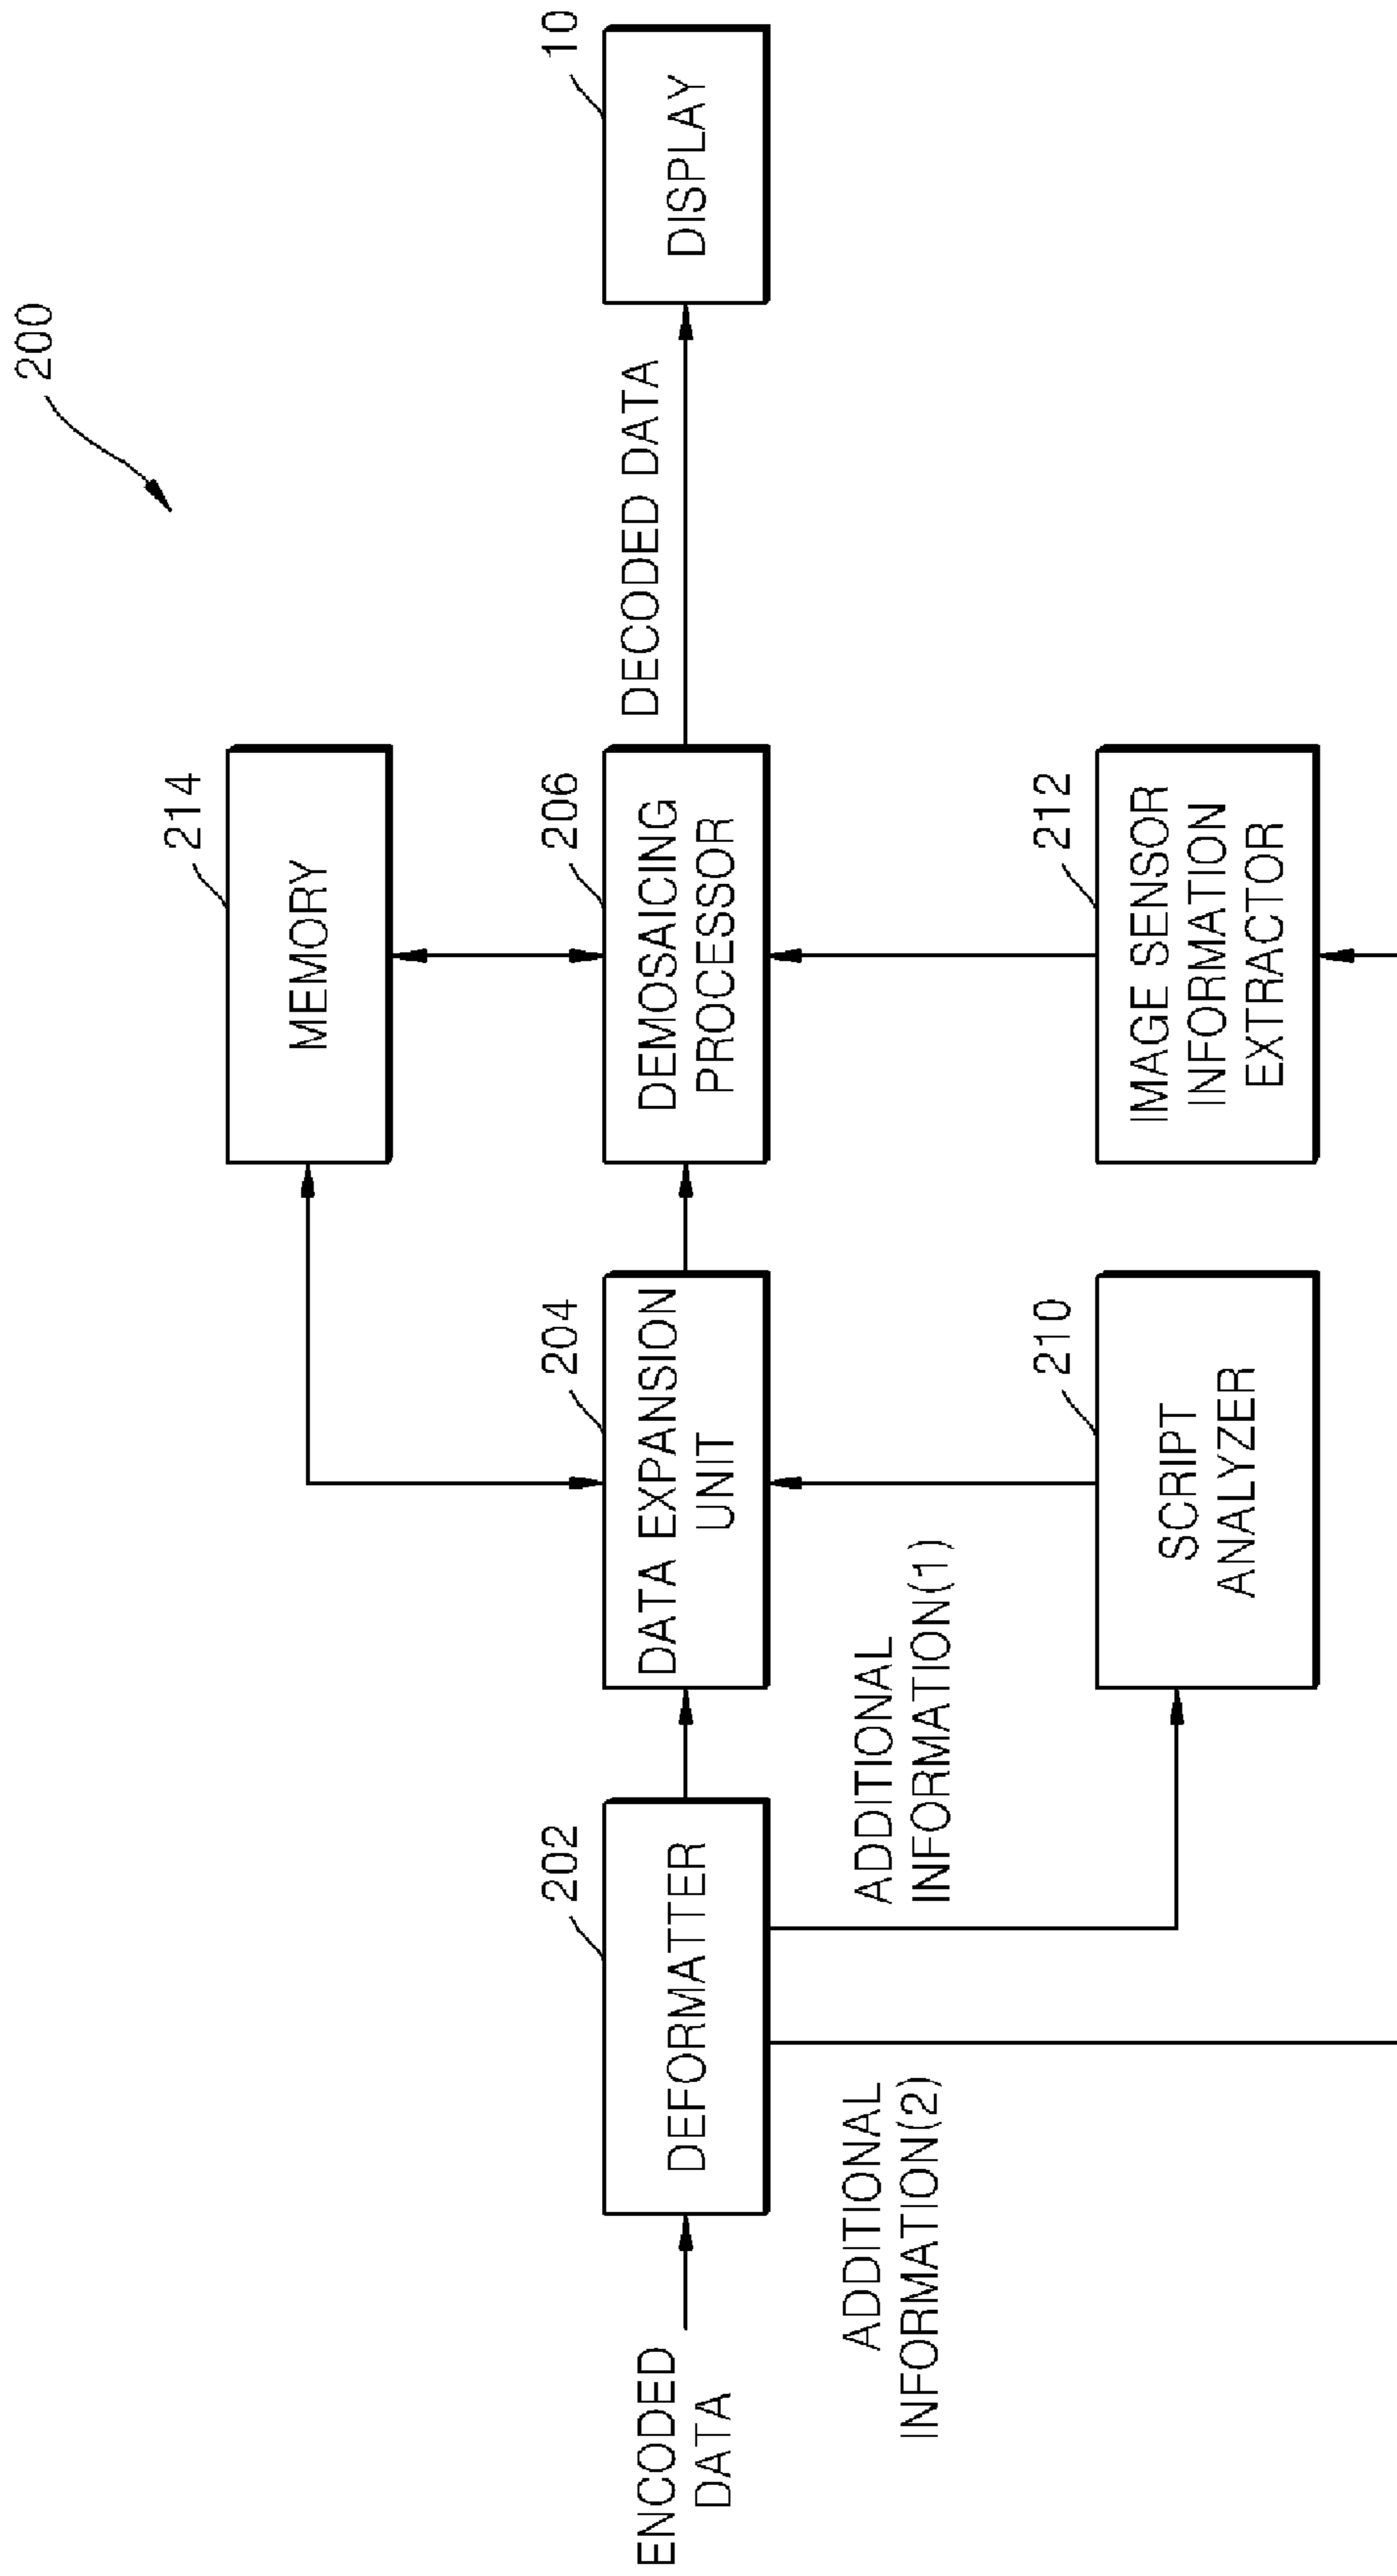 200
214
MEMORY
202
204
206
10
ENCODED
DATA
DEFORMATTER
DATA EXPANSION
UNIT
DEMOSAICING
PROCESSOR
DECODED DATA
DISPLAY
ADDITIONAL
INFORMATION(2)
ADDITIONAL
INFORMATION(1)
210
212
SCRIPT
ANALYZER
IMAGE SENSOR
INFORMATION
EXTRACTOR